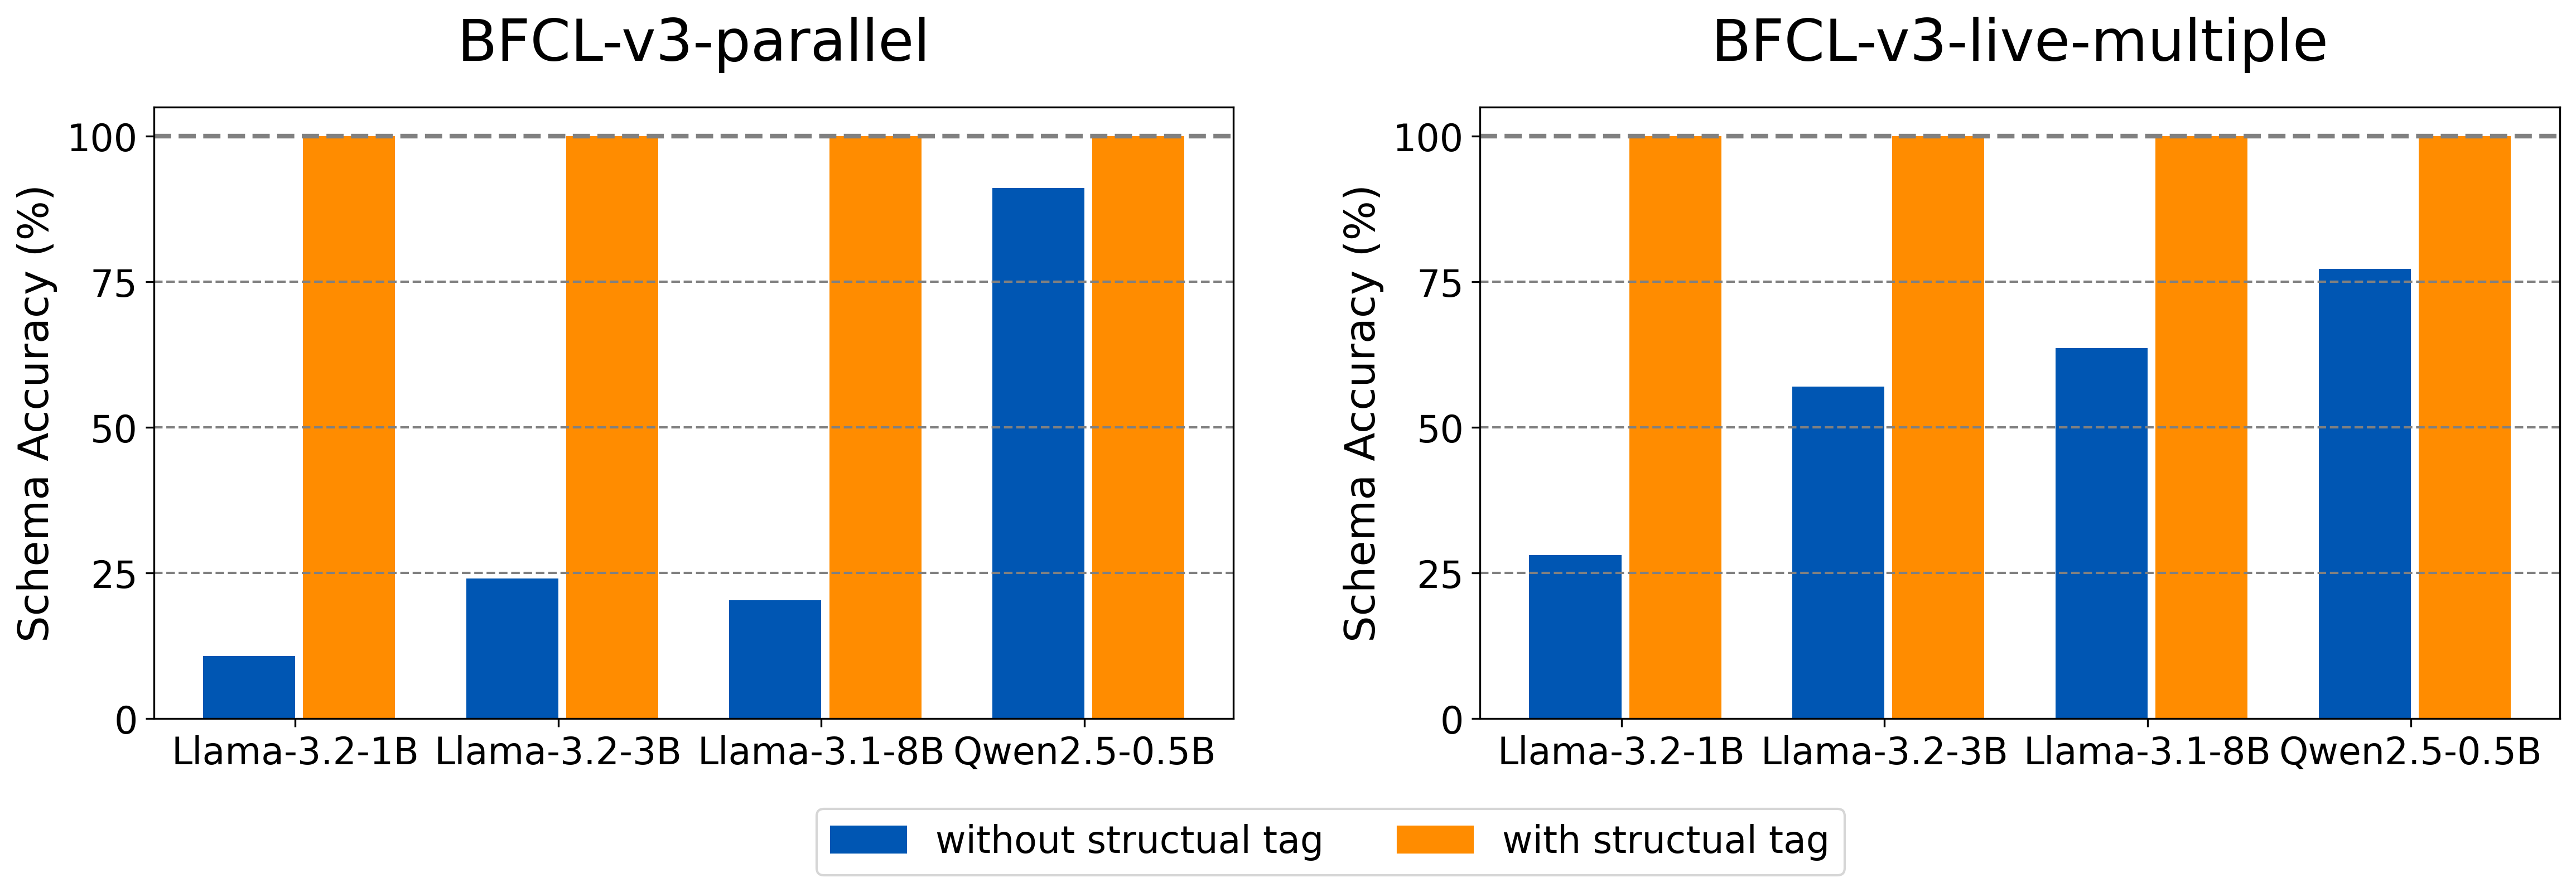 BFCL-v3-parallel
Schema Accuracy (%)
100
75
50
25
0
Llama-3.2-1B Llama-3.2-3B Llama-3.1-8B Qwen2.5-0.5B
BFCL-v3-live-multiple
Schema Accuracy (%)
100
75
50
25
0
Llama-3.2-1B Llama-3.2-3B Llama-3.1-8B Qwen2.5-0.5B
without structual tag with structual tag